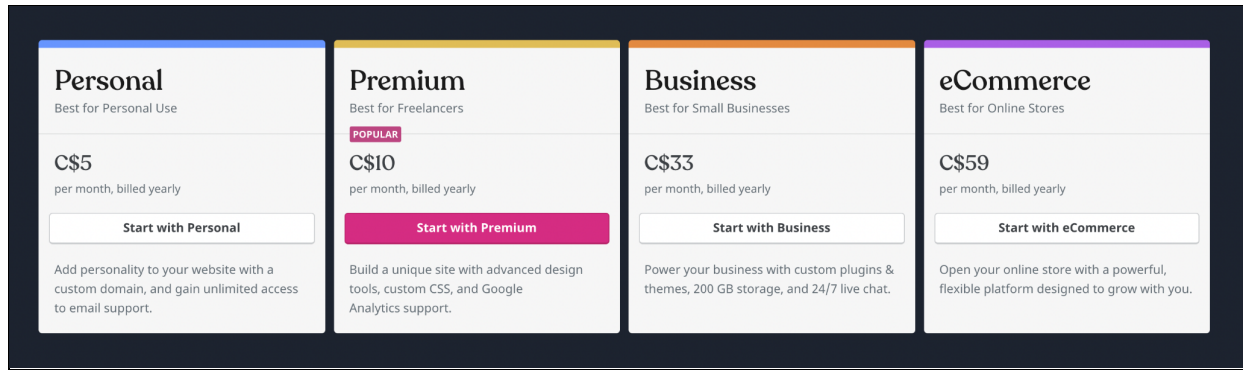 Personal
Best for Personal Use
C$5
per month, billed yearly
Start with Personal
Add personality to your website with a
custom domain, and gain unlimited access
to email support.
Premium
Best for Freelancers
POPULAR
C$10
per month, billed yearly
Start with Premium
Build a unique site with advanced design
tools, custom CSS, and Google
Analytics support.
Business
Best for Small Businesses
C$33
per month, billed yearly
Start with Business
Power your business with custom plugins &
themes, 200 GB storage, and 24/7 live chat.
eCommerce
Best for Online Stores
C$59
per month, billed yearly
Start with eCommerce
Open your online store with a powerful,
flexible platform designed to grow with you.